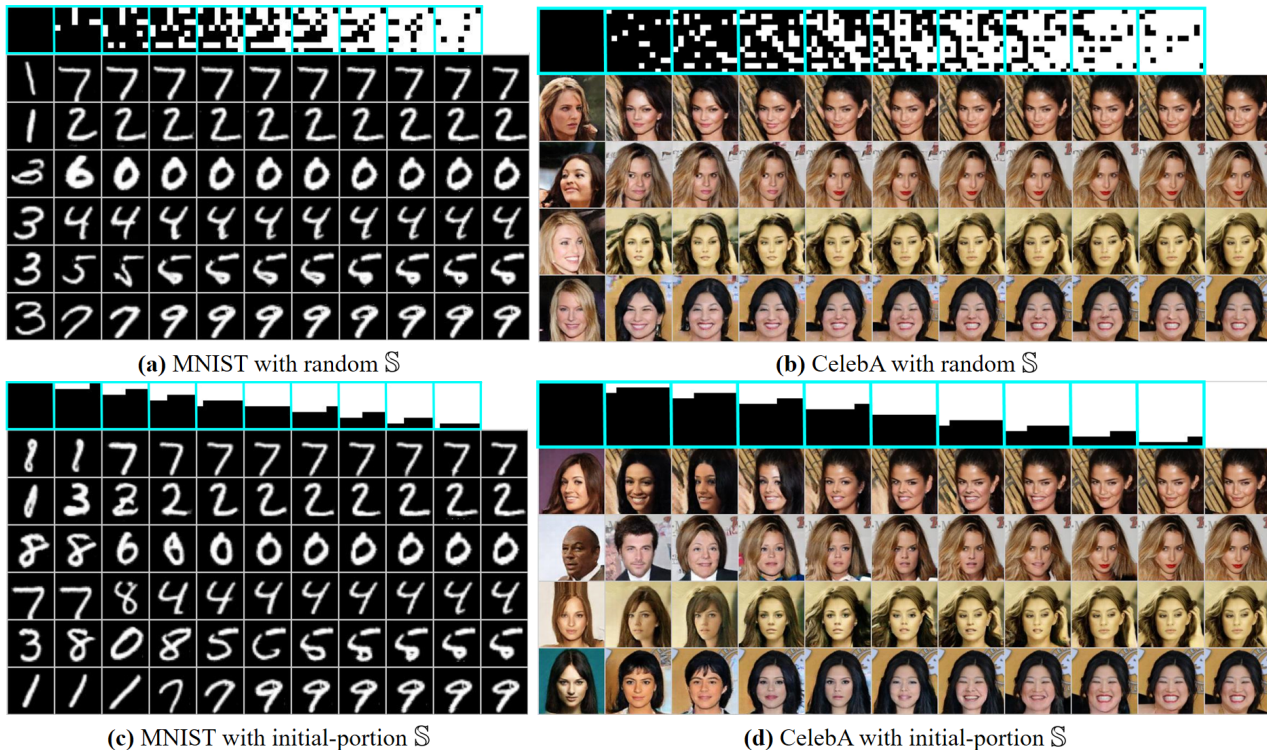 (a) MNIST with random 𝕊
(b) CelebA with random 𝕊
(c) MNIST with initial-portion 𝕊
(d) CelebA with initial-portion 𝕊